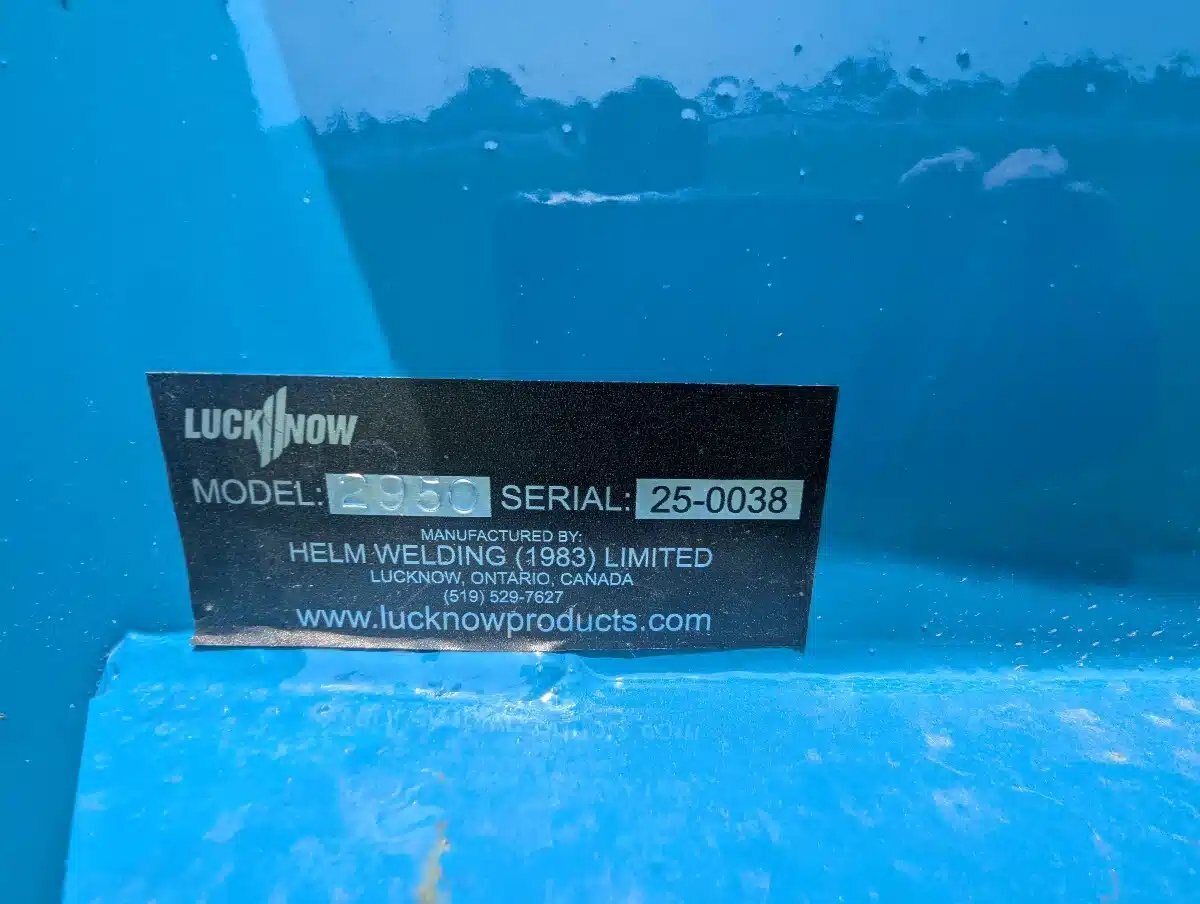 LUCKNOW
MODEL: 2950 SERIAL: 25-0038
MANUFACTURED BY:
HELM WELDING (1983) LIMITED
LUCKNOW, ONTARIO, CANADA
(519) 529-7627
www.lucknowproducts.com